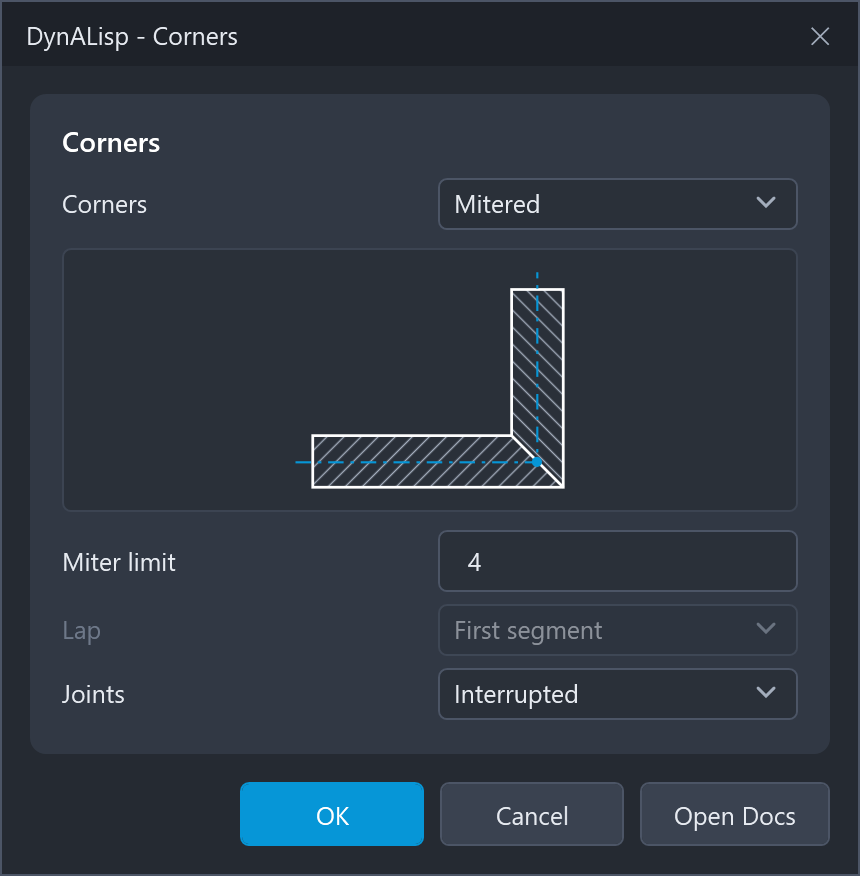 DynALisp - Corners
Corners
Corners
Mitered
Miter limit
4
Lap
First segment
Joints
Interrupted
OK
Cancel
Open Docs